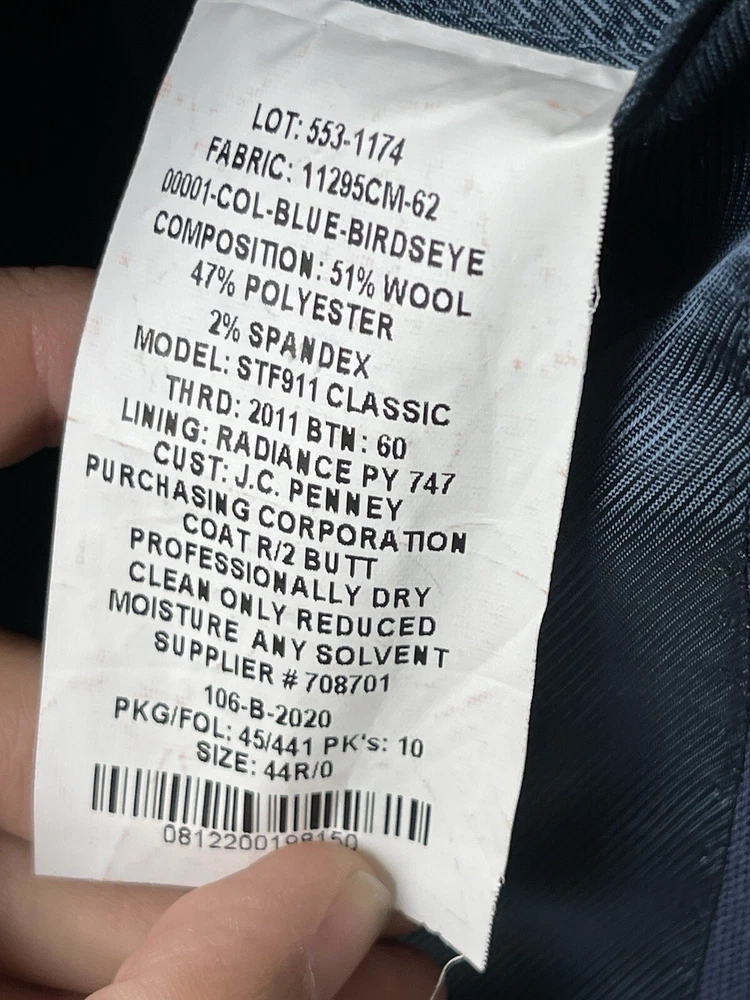 LOT: 553-1174
FABRIC: 11295CM-62
00001-COL-BLUE-BIRDSEYE
COMPOSITION: 51% WOOL
47% POLYESTER
2% SPANDEX
MODEL: STF911 CLASSIC
THRD: 2011 BTN: 60
LINING: RADIANCE PY 747
CUST: J.C. PENNEY
PURCHASING CORPORATION
COAT R/2 BUTT
PROFESSIONALLY DRY
CLEAN ONLY REDUCED
MOISTURE ANY SOLVENT
SUPPLIER # 708701
106-B-2020
PKG/FOL: 45/441 PK's: 10
SIZE: 44R/0
0812200198150